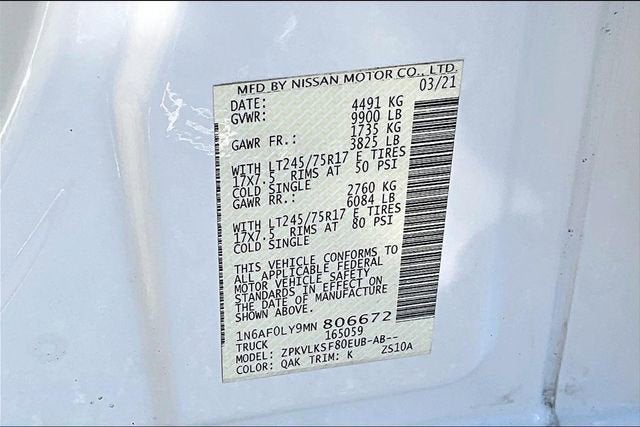 MFD BY NISSAN MOTOR CO., LTD.
DATE: 03/21
GVWR: 4491 KG
9900 LB
GAWR FR.: 1735 KG
3825 LB
WITH LT245/75R17 E TIRES
17X7.5 RIMS AT 50 PSI
COLD SINGLE
GAWR RR.: 2760 KG
6084 LB
WITH LT245/75R17 E TIRES
17X7.5 RIMS AT 80 PSI
COLD SINGLE
THIS VEHICLE CONFORMS TO
ALL APPLICABLE FEDERAL
MOTOR VEHICLE SAFETY
STANDARDS IN EFFECT ON
THE DATE OF MANUFACTURE
SHOWN ABOVE.
1N6AF0LY9MN 806672
TRUCK 165059
MODEL: ZPKVLKSF80EUB-AB--
COLOR: QAK TRIM: K ZS10A